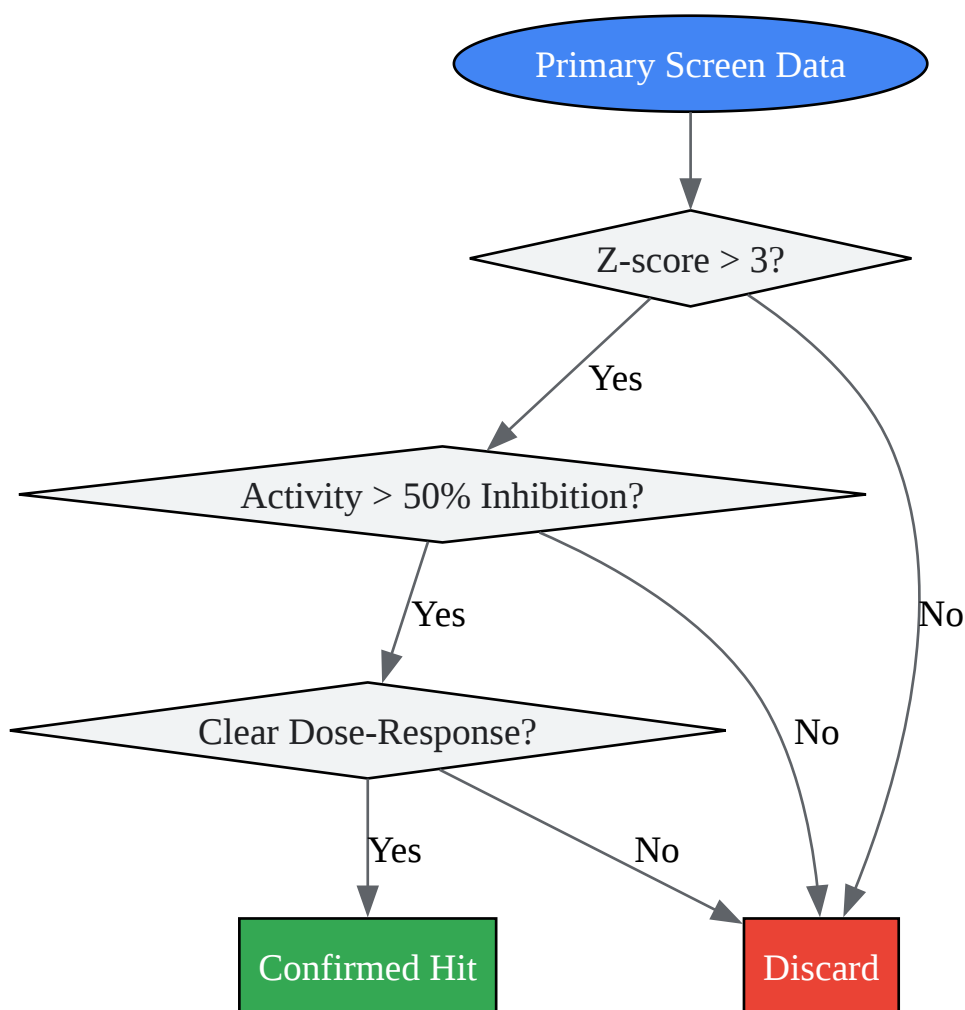 Primary Screen Data
Z-score > 3?
Yes
Activity > 50% Inhibition?
Yes
No
Clear Dose-Response?
No
Yes
No
Confirmed Hit
Discard